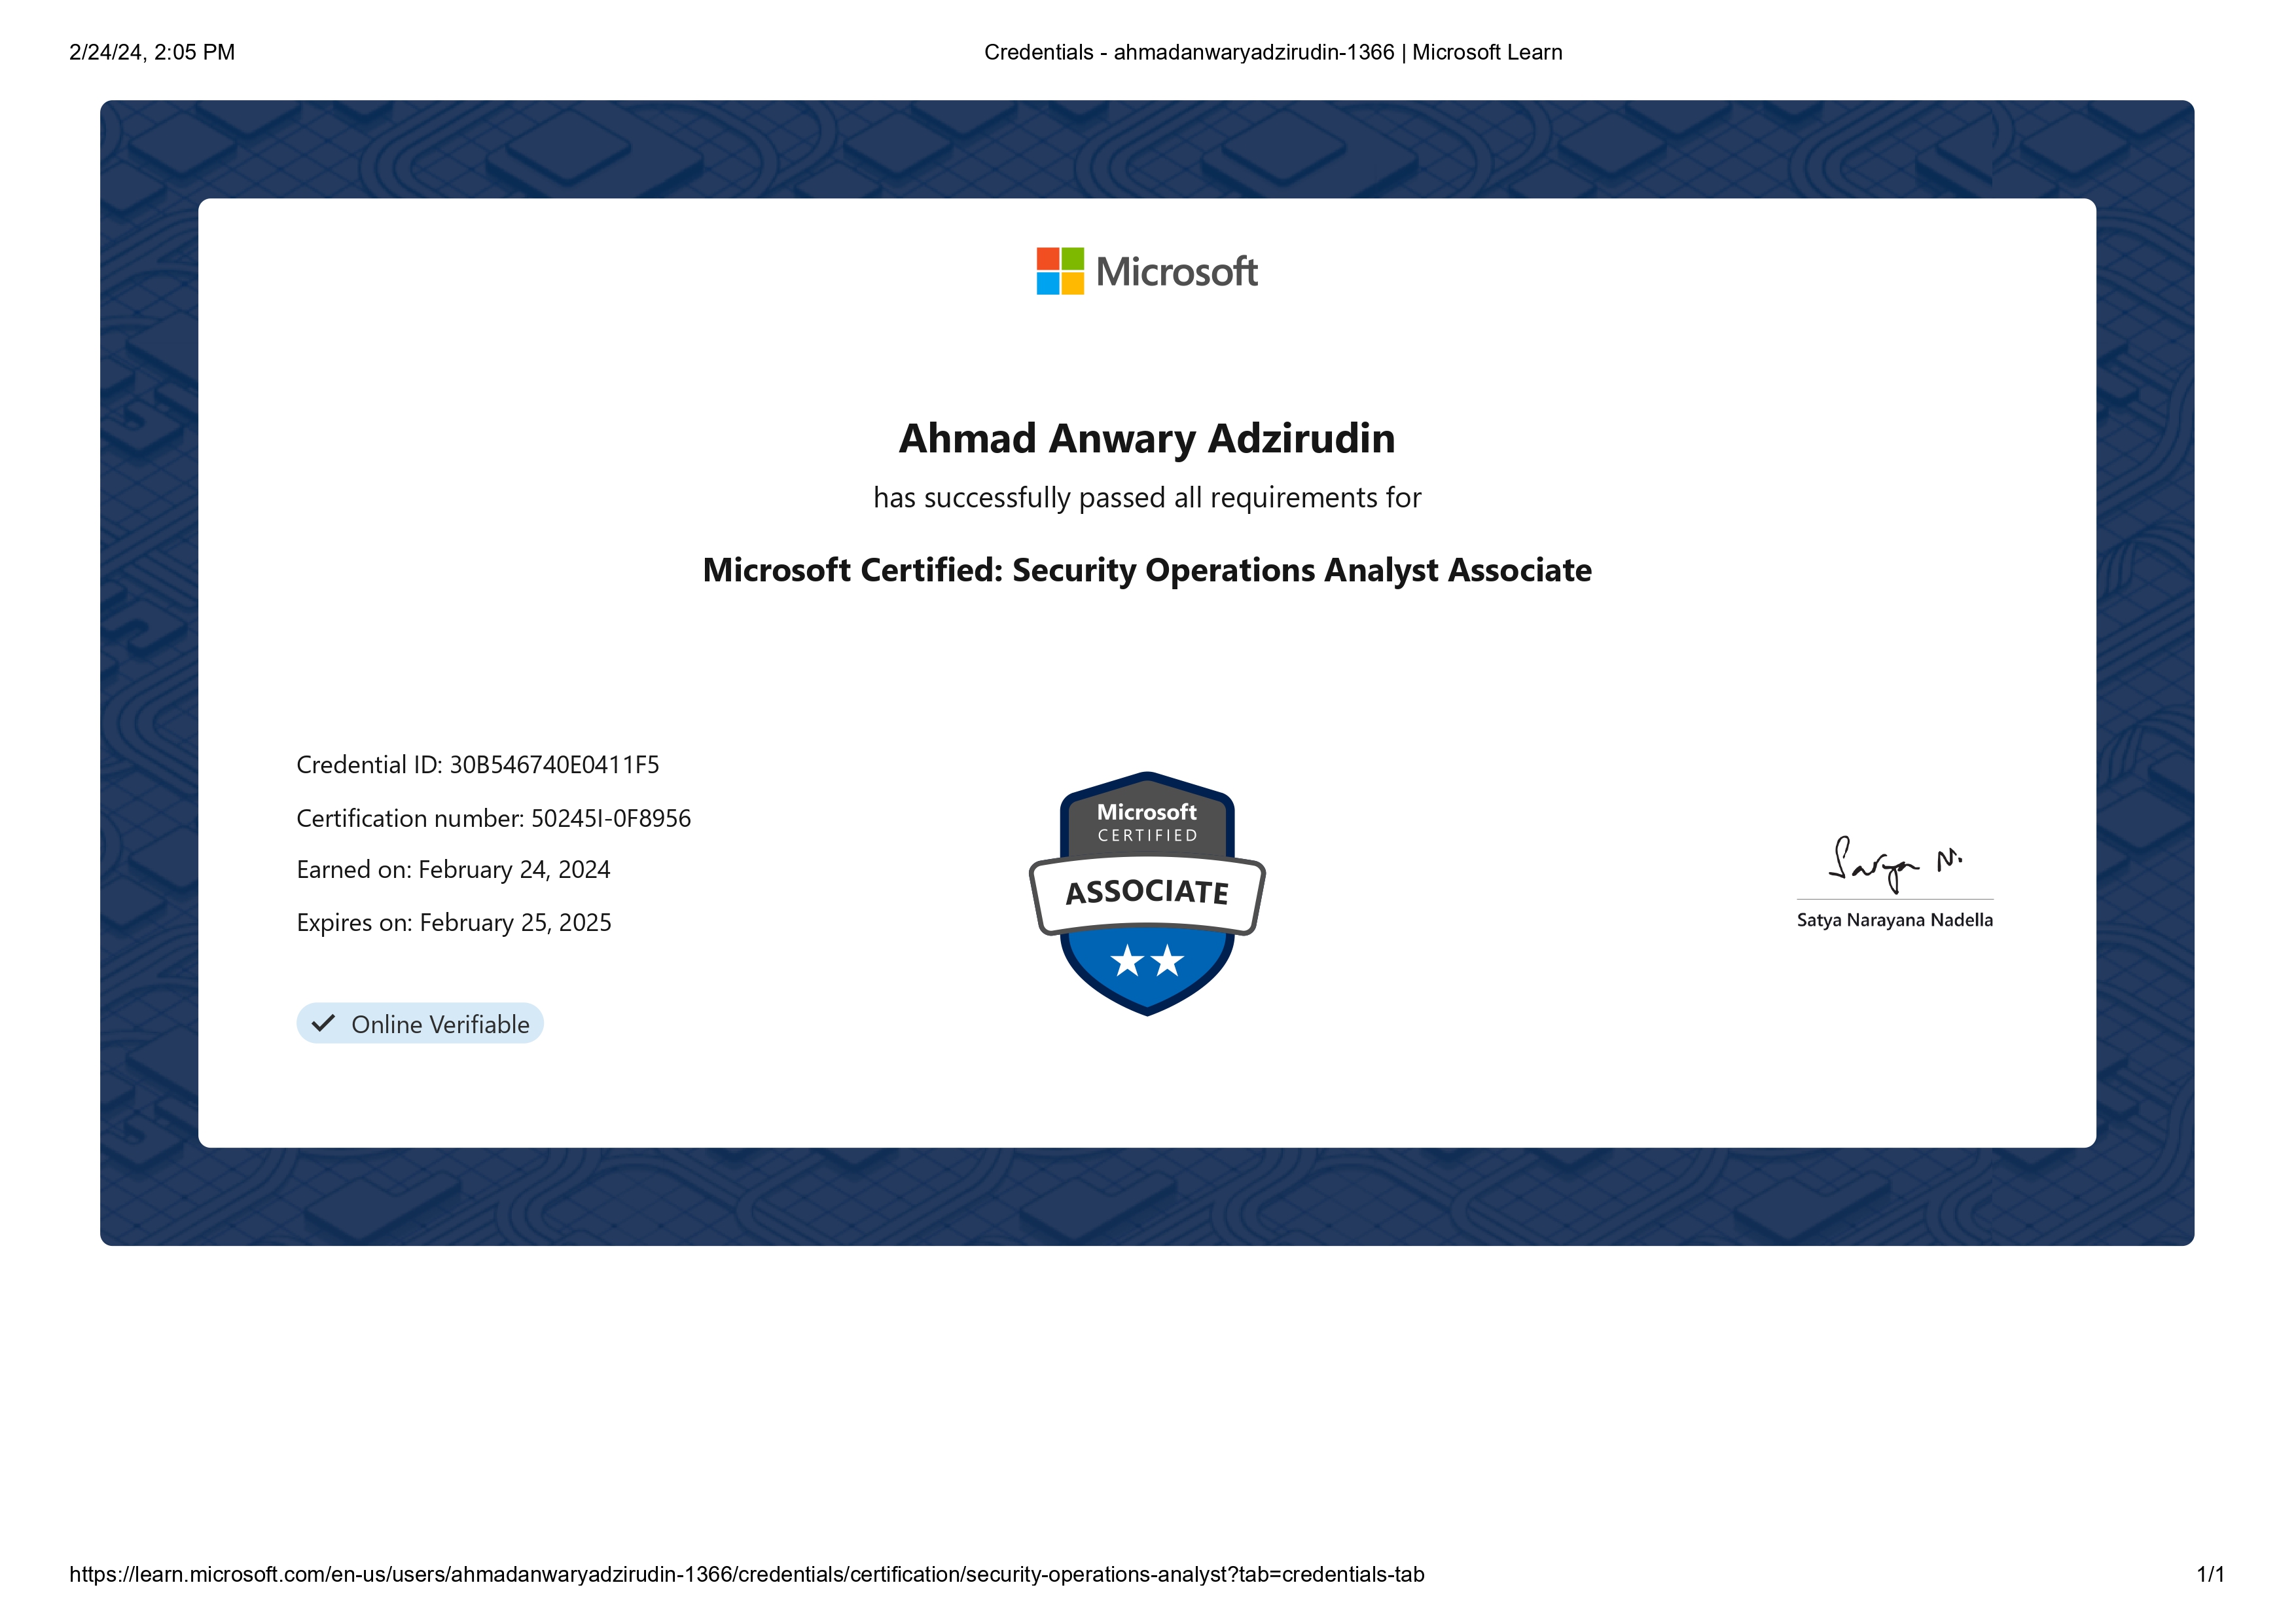 2/24/24, 2:05 PM
Credentials - ahmadanwaryadzirudin-1366 | Microsoft Learn
Microsoft
Ahmad Anwary Adzirudin
has successfully passed all requirements for
Microsoft Certified: Security Operations Analyst Associate
Credential ID: 30B546740E0411F5
Certification number: 50245I-0F8956
Earned on: February 24, 2024
Expires on: February 25, 2025
Online Verifiable
Microsoft
CERTIFIED
ASSOCIATE
Satya N.
Satya Narayana Nadella
https://learn.microsoft.com/en-us/users/ahmadanwaryadzirudin-1366/credentials/certification/security-operations-analyst?tab=credentials-tab
1/1